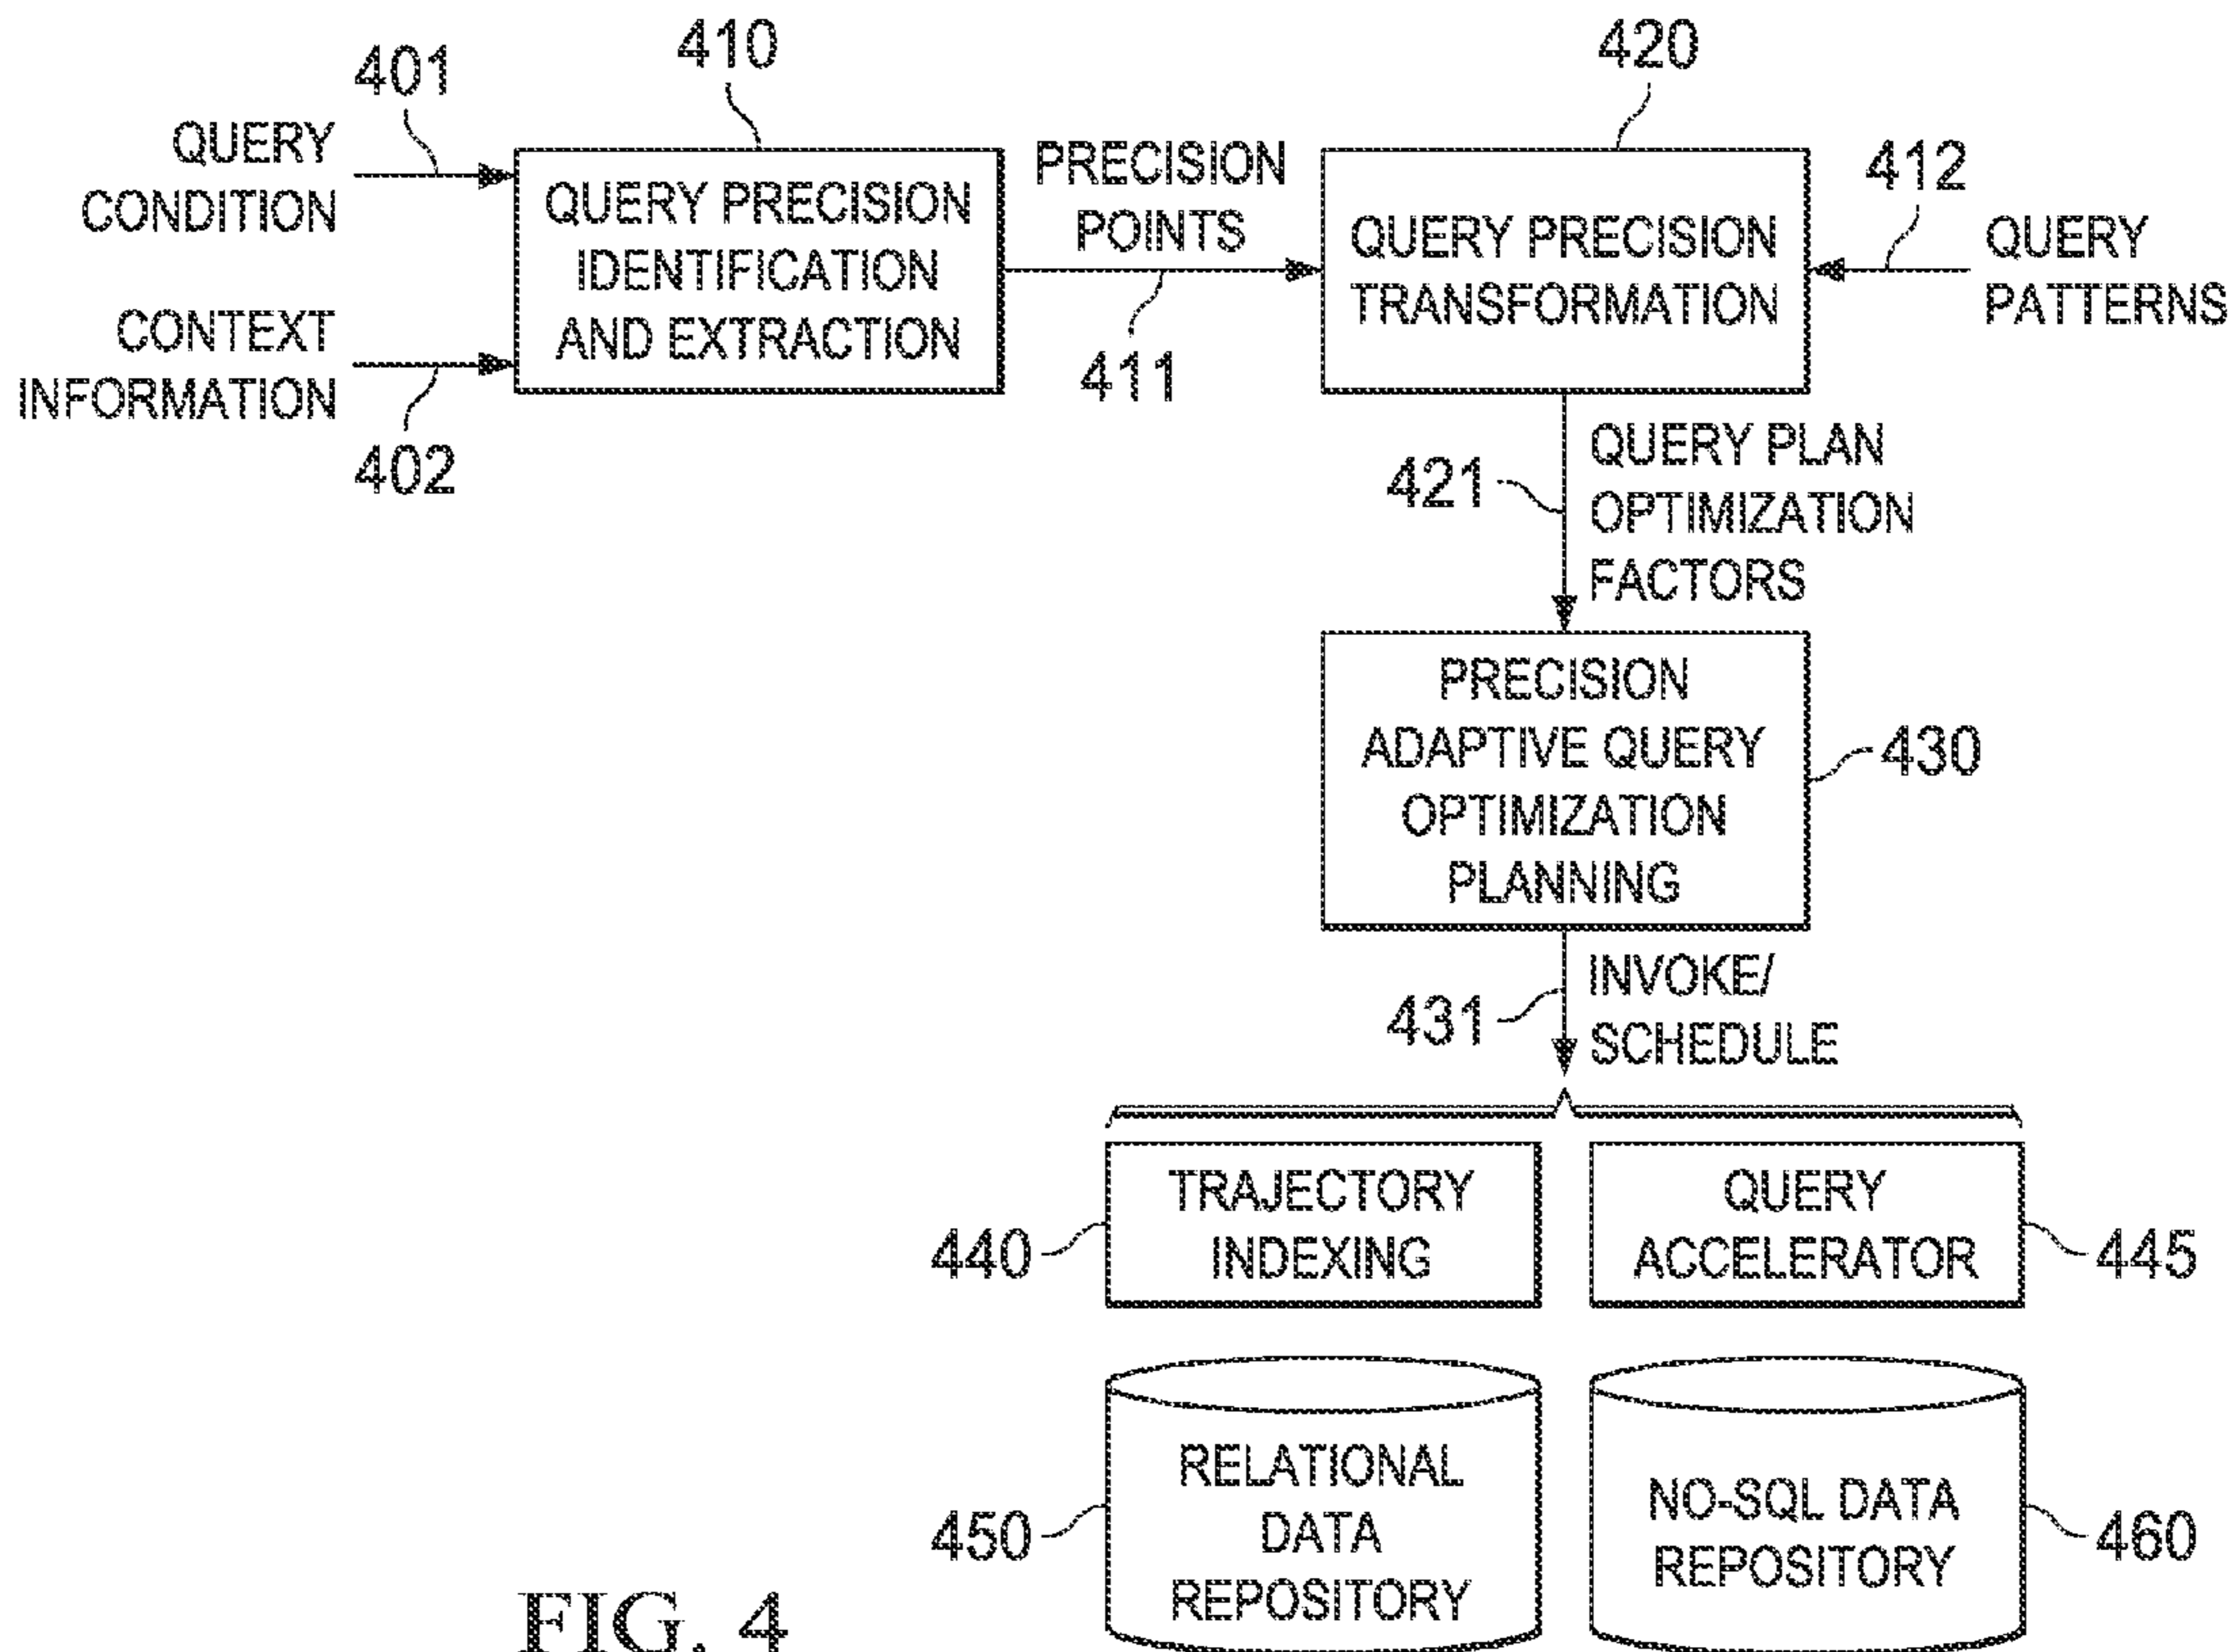 401
QUERY
CONDITION
CONTEXT
INFORMATION
402
410
QUERY PRECISION
IDENTIFICATION
AND EXTRACTION
PRECISION
POINTS
411
420
QUERY PRECISION
TRANSFORMATION
412
QUERY
PATTERNS
421
QUERY PLAN
OPTIMIZATION
FACTORS
PRECISION
ADAPTIVE QUERY
OPTIMIZATION
PLANNING
430
431
INVOKE/
SCHEDULE
440
TRAJECTORY
INDEXING
QUERY
ACCELERATOR
445
450
RELATIONAL
DATA
REPOSITORY
NO-SQL DATA
REPOSITORY
460
FIG. 4